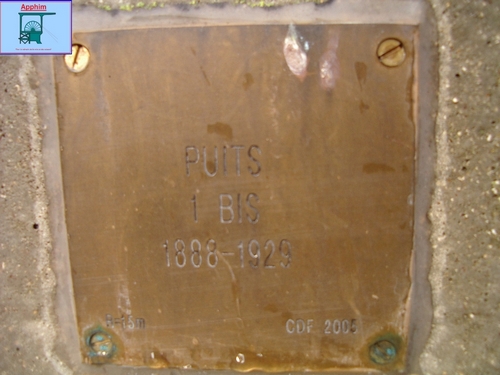 Apphim
PUITS
1 BIS
1888-1929
CDF 2005